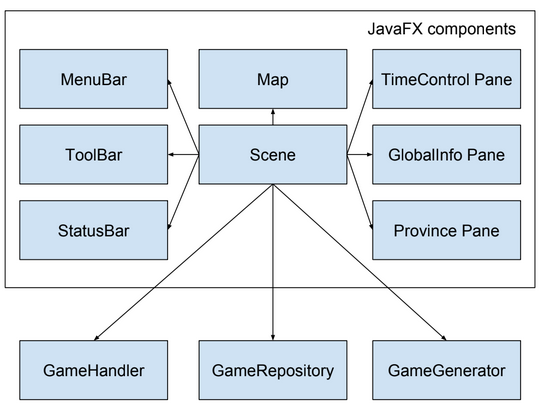 JavaFX components
MenuBar
Map
TimeControl Pane
ToolBar
Scene
GlobalInfo Pane
StatusBar
Province Pane
GameHandler
GameRepository
GameGenerator